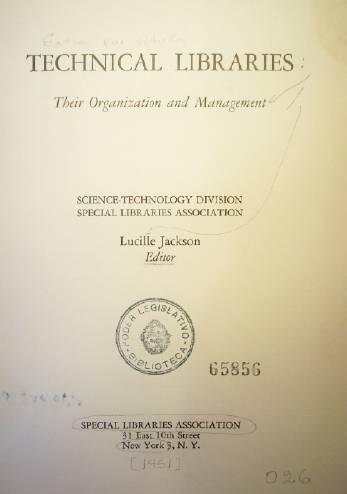 TECHNICAL LIBRARIES:
Their Organization and Management
SCIENCE-TECHNOLOGY DIVISION
SPECIAL LIBRARIES ASSOCIATION
Lucille Jackson
Editor
PODER LEGISLATIVO
BIBLIOTECA
65856
SPECIAL LIBRARIES ASSOCIATION
31 East 10th Street
New York 3, N. Y.
[1951]
026